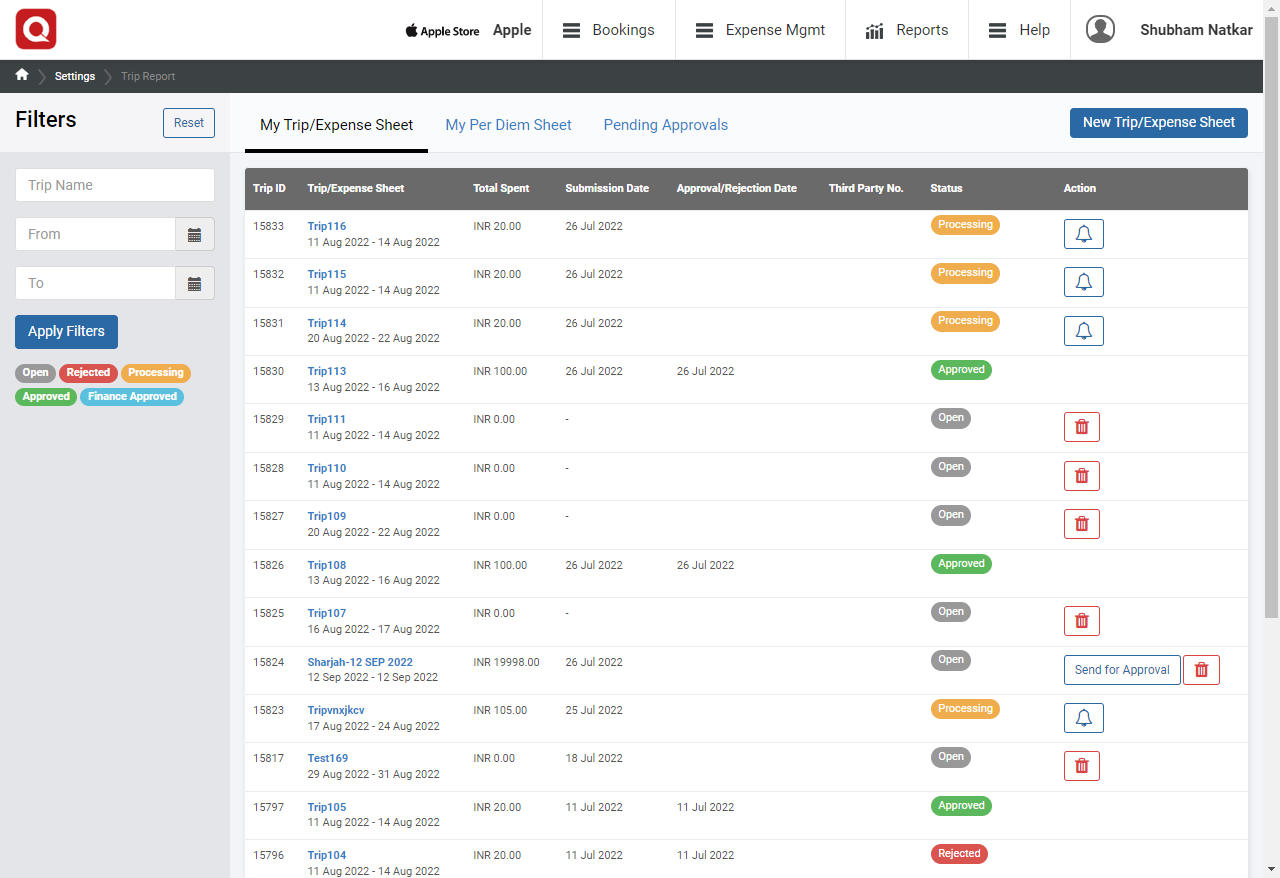 Apple Store Apple Bookings Expense Mgmt Reports Help Shubham Natkar
Settings Trip Report
Filters Reset
My Trip/Expense Sheet My Per Diem Sheet Pending Approvals New Trip/Expense Sheet
Trip Name
From
To
Apply Filters
Open Rejected Processing
Approved Finance Approved
Trip ID Trip/Expense Sheet Total Spent Submission Date Approval/Rejection Date Third Party No. Status Action
15833 Trip116 INR 20.00 26 Jul 2022 Processing
11 Aug 2022 - 14 Aug 2022
15832 Trip115 INR 20.00 26 Jul 2022 Processing
11 Aug 2022 - 14 Aug 2022
15831 Trip114 INR 20.00 26 Jul 2022 Processing
20 Aug 2022 - 22 Aug 2022
15830 Trip113 INR 100.00 26 Jul 2022 26 Jul 2022 Approved
13 Aug 2022 - 16 Aug 2022
15829 Trip111 INR 0.00 - Open
11 Aug 2022 - 14 Aug 2022
15828 Trip110 INR 0.00 - Open
11 Aug 2022 - 14 Aug 2022
15827 Trip109 INR 0.00 - Open
20 Aug 2022 - 22 Aug 2022
15826 Trip108 INR 100.00 26 Jul 2022 26 Jul 2022 Approved
13 Aug 2022 - 16 Aug 2022
15825 Trip107 INR 0.00 - Open
16 Aug 2022 - 17 Aug 2022
15824 Sharjah-12 SEP 2022 INR 19998.00 26 Jul 2022 Open Send for Approval
12 Sep 2022 - 12 Sep 2022
15823 Tripvnxjkcv INR 105.00 25 Jul 2022 Processing
17 Aug 2022 - 24 Aug 2022
15817 Test169 INR 0.00 18 Jul 2022 Open
29 Aug 2022 - 31 Aug 2022
15797 Trip105 INR 20.00 11 Jul 2022 11 Jul 2022 Approved
11 Aug 2022 - 14 Aug 2022
15796 Trip104 INR 20.00 11 Jul 2022 11 Jul 2022 Rejected
11 Aug 2022 - 14 Aug 2022